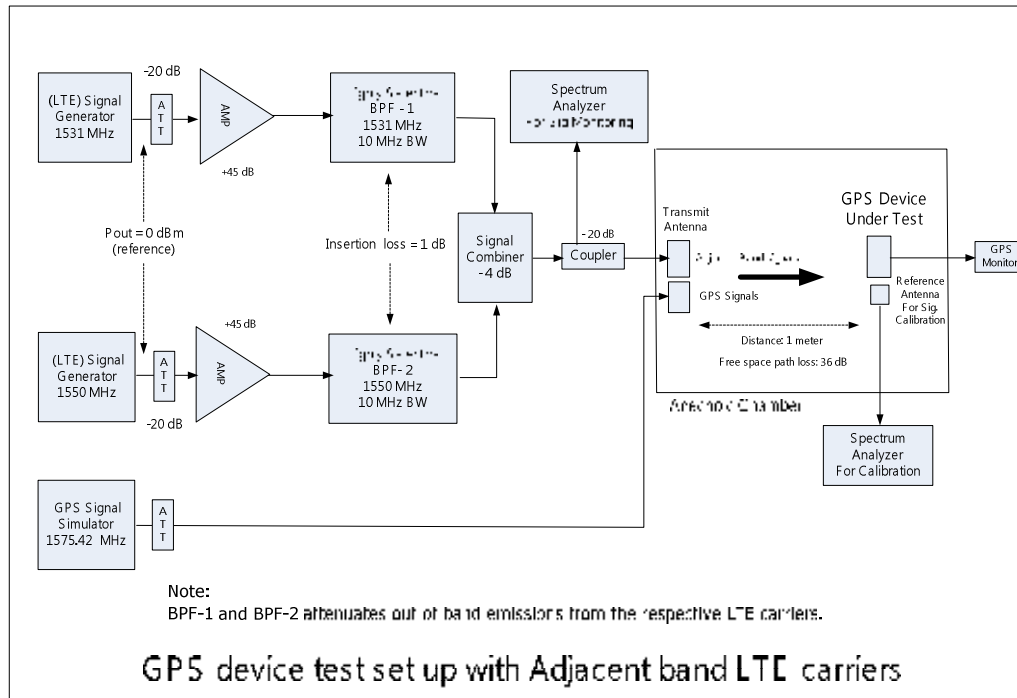 -20 dB
(LTE) Signal
Generator
1531 MHz
A
T
T
AMP
+45 dB
BPF -1
1531 MHz
10 MHz BW
Spectrum
Analyzer
Pout = 0 dBm
(reference)
Insertion loss = 1 dB
Signal
Combiner
-4 dB
-20 dB
Coupler
Transmit
Antenna
GPS Signals
GPS Device
Under Test
GPS
Monitor
Reference
Antenna
For Sig.
Calibration
Distance: 1 meter
Free space path loss: 36 dB
Anechoic Chamber
+45 dB
(LTE) Signal
Generator
1550 MHz
A
T
T
AMP
-20 dB
BPF-2
1550 MHz
10 MHz BW
Spectrum
Analyzer
For Calibration
GPS Signal
Simulator
1575.42 MHz
A
T
T
Note:
BPF-1 and BPF-2 attenuates out of band emissions from the respective LTE carriers.
GPS device test set up with Adjacent band LTE carriers